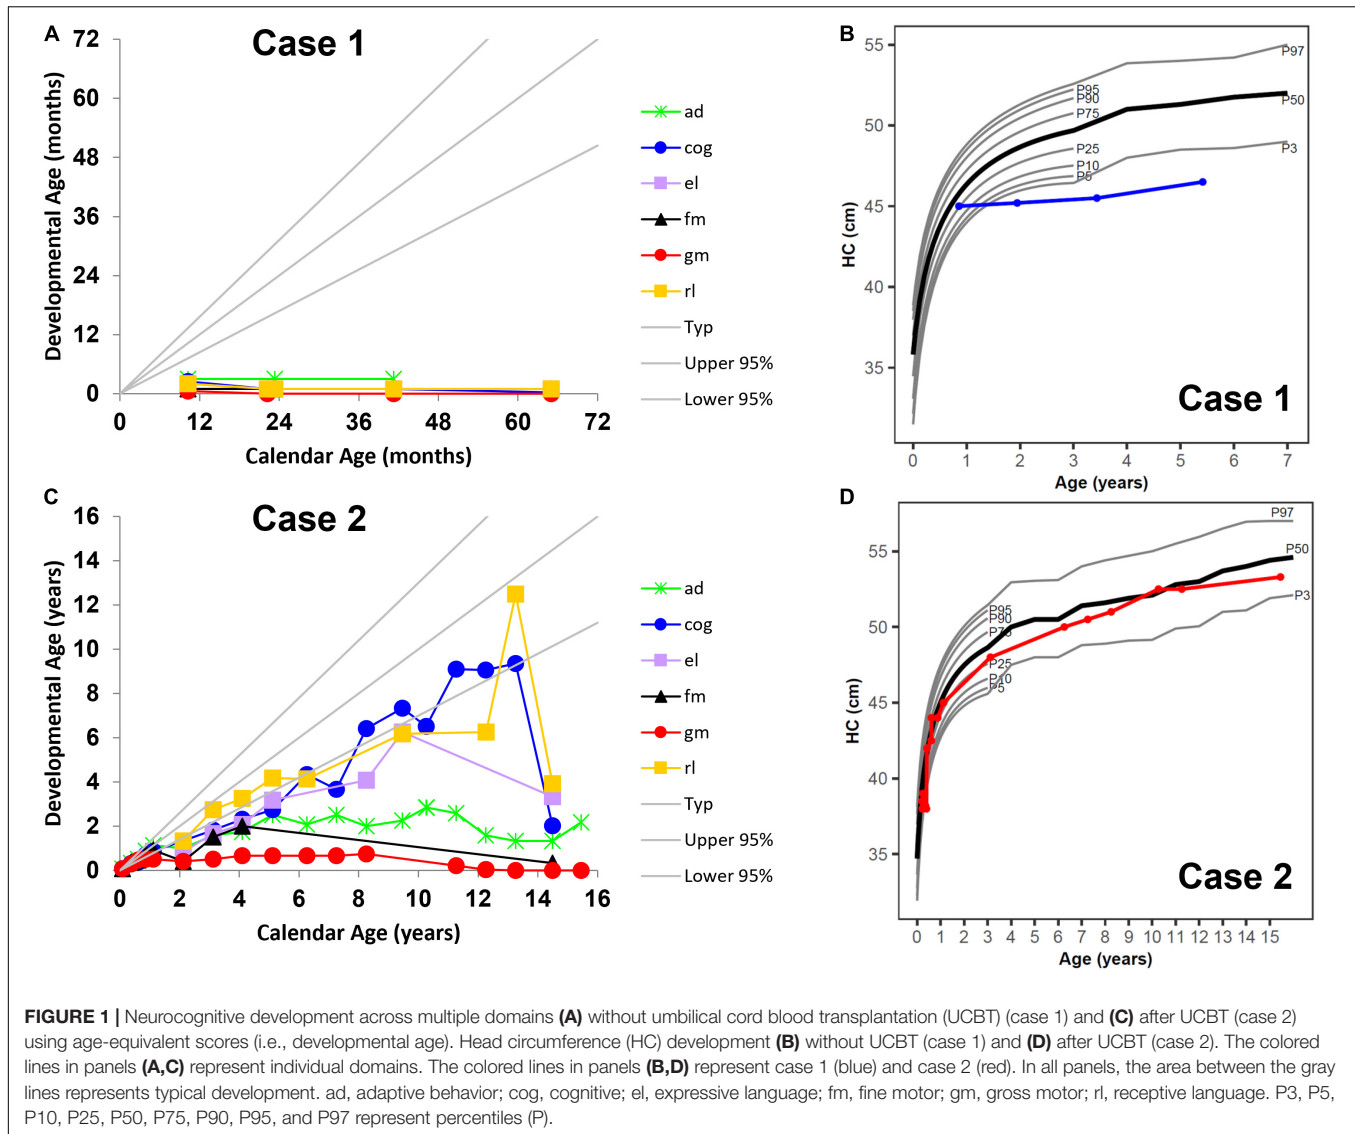 A
Case 1
72
60
48
36
24
12
0
Developmental Age (months)
0 12 24 36 48 60 72
Calendar Age (months)
ad
cog
el
fm
gm
rl
Typ
Upper 95%
Lower 95%
B
55
50
45
40
35
HC (cm)
P97
P95
P90
P75
P50
P25
P10
P5
P3
Case 1
0 1 2 3 4 5 6 7
Age (years)
C
Case 2
16
14
12
10
8
6
4
2
0
Developmental Age (years)
0 2 4 6 8 10 12 14 16
Calendar Age (years)
ad
cog
el
fm
gm
rl
Typ
Upper 95%
Lower 95%
D
55
50
45
40
35
HC (cm)
P97
P50
P95
P90
P75
P3
P25
P10
P5
Case 2
0 1 2 3 4 5 6 7 8 9 10 11 12 13 14 15
Age (years)
FIGURE 1 | Neurocognitive development across multiple domains (A) without umbilical cord blood transplantation (UCBT) (case 1) and (C) after UCBT (case 2)
using age-equivalent scores (i.e., developmental age). Head circumference (HC) development (B) without UCBT (case 1) and (D) after UCBT (case 2). The colored
lines in panels (A,C) represent individual domains. The colored lines in panels (B,D) represent case 1 (blue) and case 2 (red). In all panels, the area between the gray
lines represents typical development. ad, adaptive behavior; cog, cognitive; el, expressive language; fm, fine motor; gm, gross motor; rl, receptive language. P3, P5,
P10, P25, P50, P75, P90, P95, and P97 represent percentiles (P).